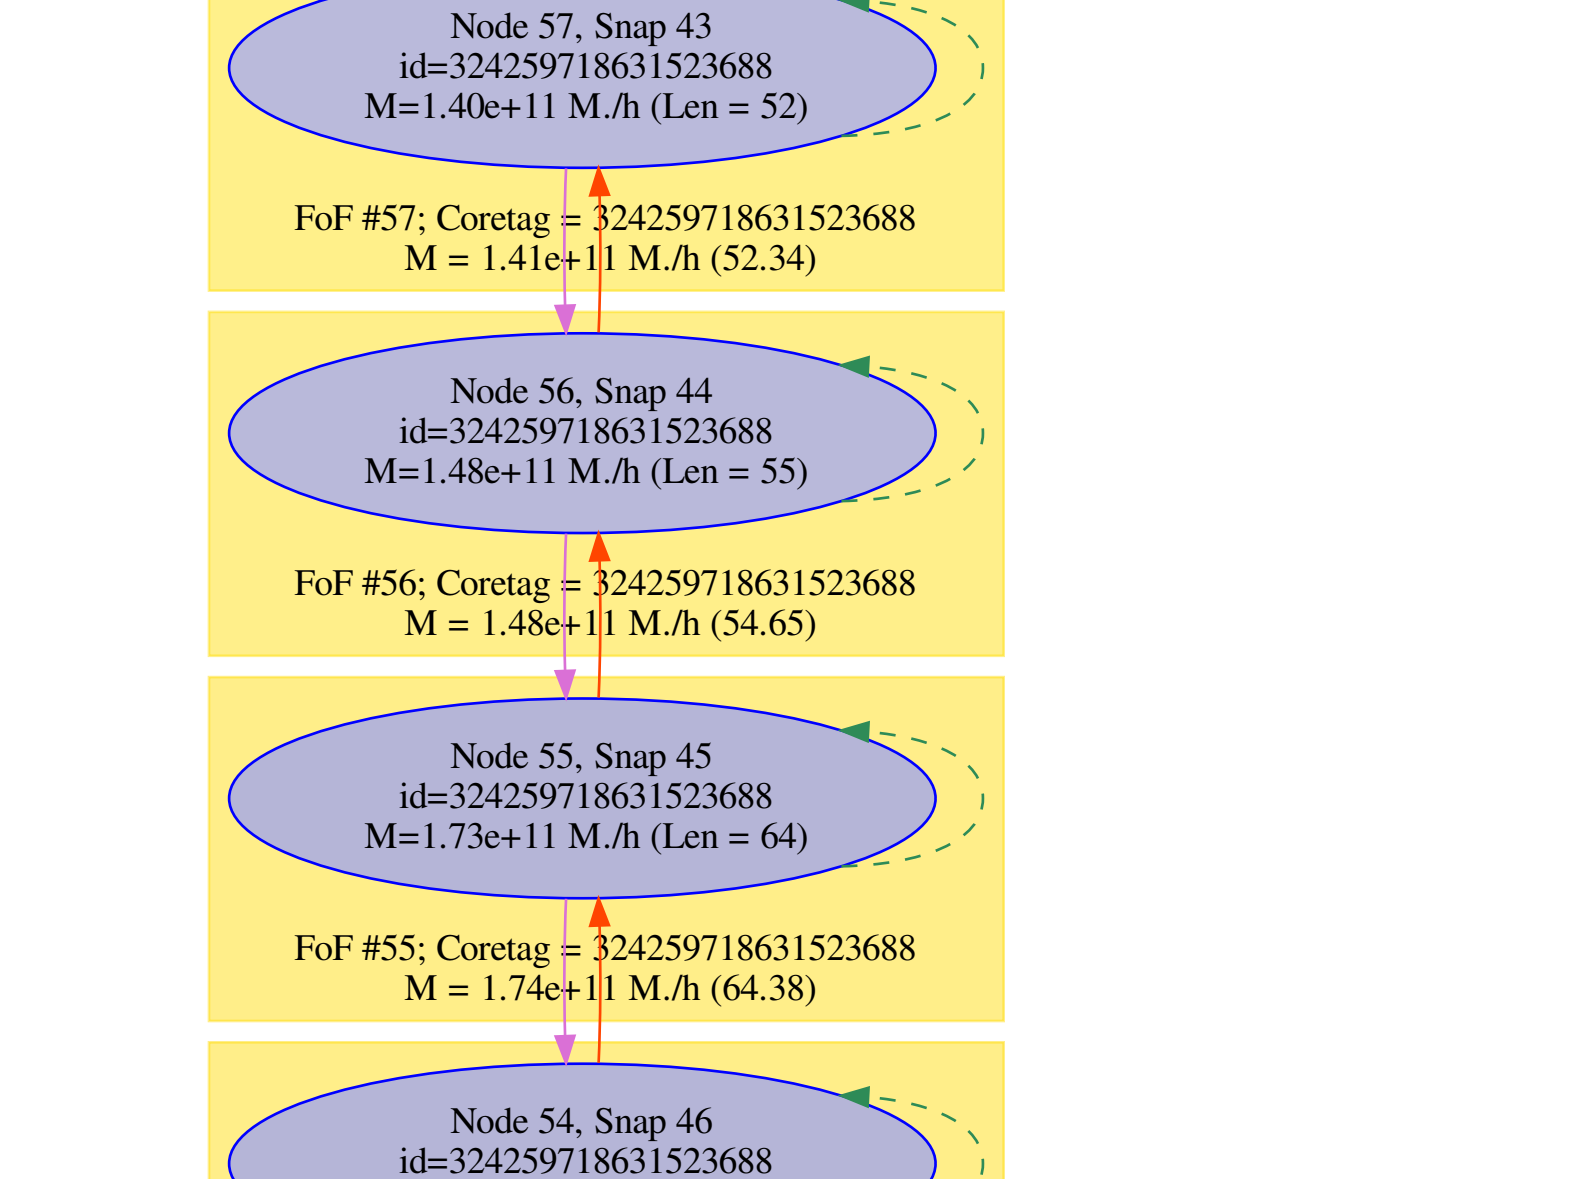 Node 57, Snap 43
id=324259718631523688
M=1.40e+11 M./h (Len = 52)
FoF #57; Coretag = 324259718631523688
M = 1.41e+11 M./h (52.34)
Node 56, Snap 44
id=324259718631523688
M=1.48e+11 M./h (Len = 55)
FoF #56; Coretag = 324259718631523688
M = 1.48e+11 M./h (54.65)
Node 55, Snap 45
id=324259718631523688
M=1.73e+11 M./h (Len = 64)
FoF #55; Coretag = 324259718631523688
M = 1.74e+11 M./h (64.38)
Node 54, Snap 46
id=324259718631523688